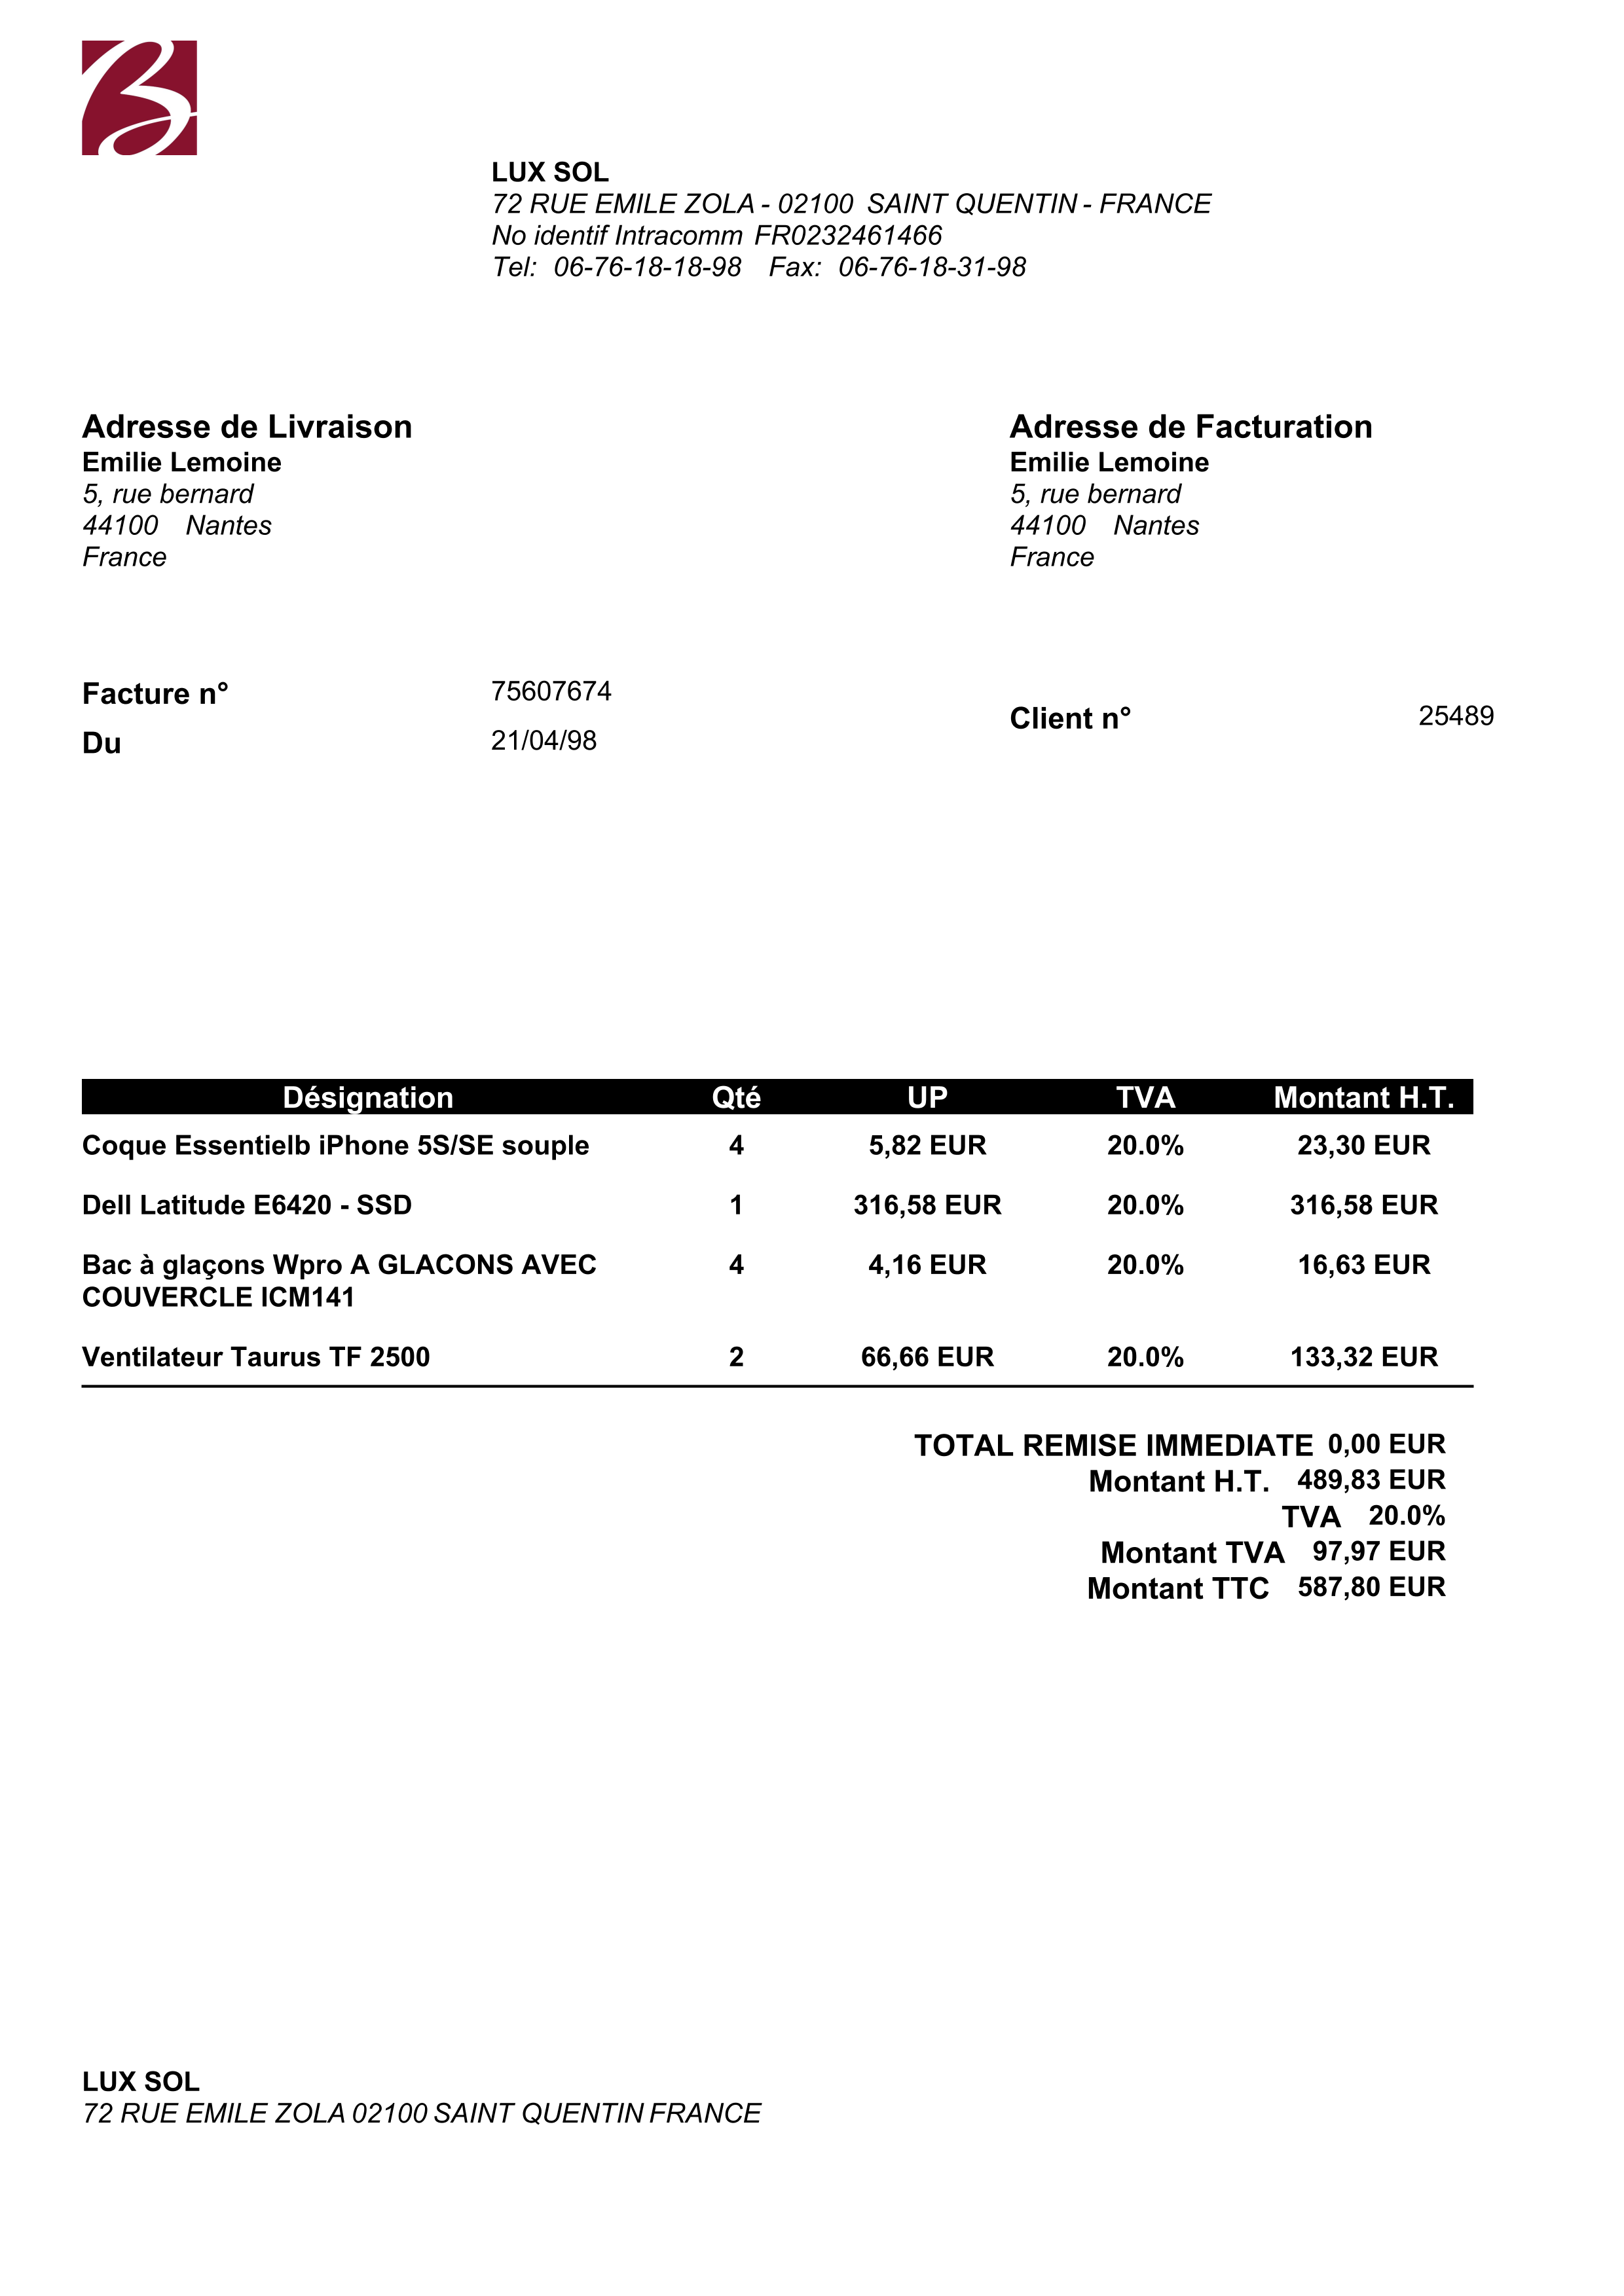 LUX SOL
72 RUE EMILE ZOLA - 02100 SAINT QUENTIN - FRANCE
No identif Intracomm FR0232461466
Tel: 06-76-18-18-98 Fax: 06-76-18-31-98
Adresse de Livraison
Emilie Lemoine
5, rue bernard
44100 Nantes
France
Adresse de Facturation
Emilie Lemoine
5, rue bernard
44100 Nantes
France
Facture n° 75607674
Du 21/04/98
Client n° 25489
Désignation Qté UP TVA Montant H.T.
Coque Essentielb iPhone 5S/SE souple 4 5,82 EUR 20.0% 23,30 EUR
Dell Latitude E6420 - SSD 1 316,58 EUR 20.0% 316,58 EUR
Bac à glaçons Wpro A GLACONS AVEC 4 4,16 EUR 20.0% 16,63 EUR
COUVERCLE ICM141
Ventilateur Taurus TF 2500 2 66,66 EUR 20.0% 133,32 EUR
TOTAL REMISE IMMEDIATE 0,00 EUR
Montant H.T. 489,83 EUR
TVA 20.0%
Montant TVA 97,97 EUR
Montant TTC 587,80 EUR
LUX SOL
72 RUE EMILE ZOLA 02100 SAINT QUENTIN FRANCE